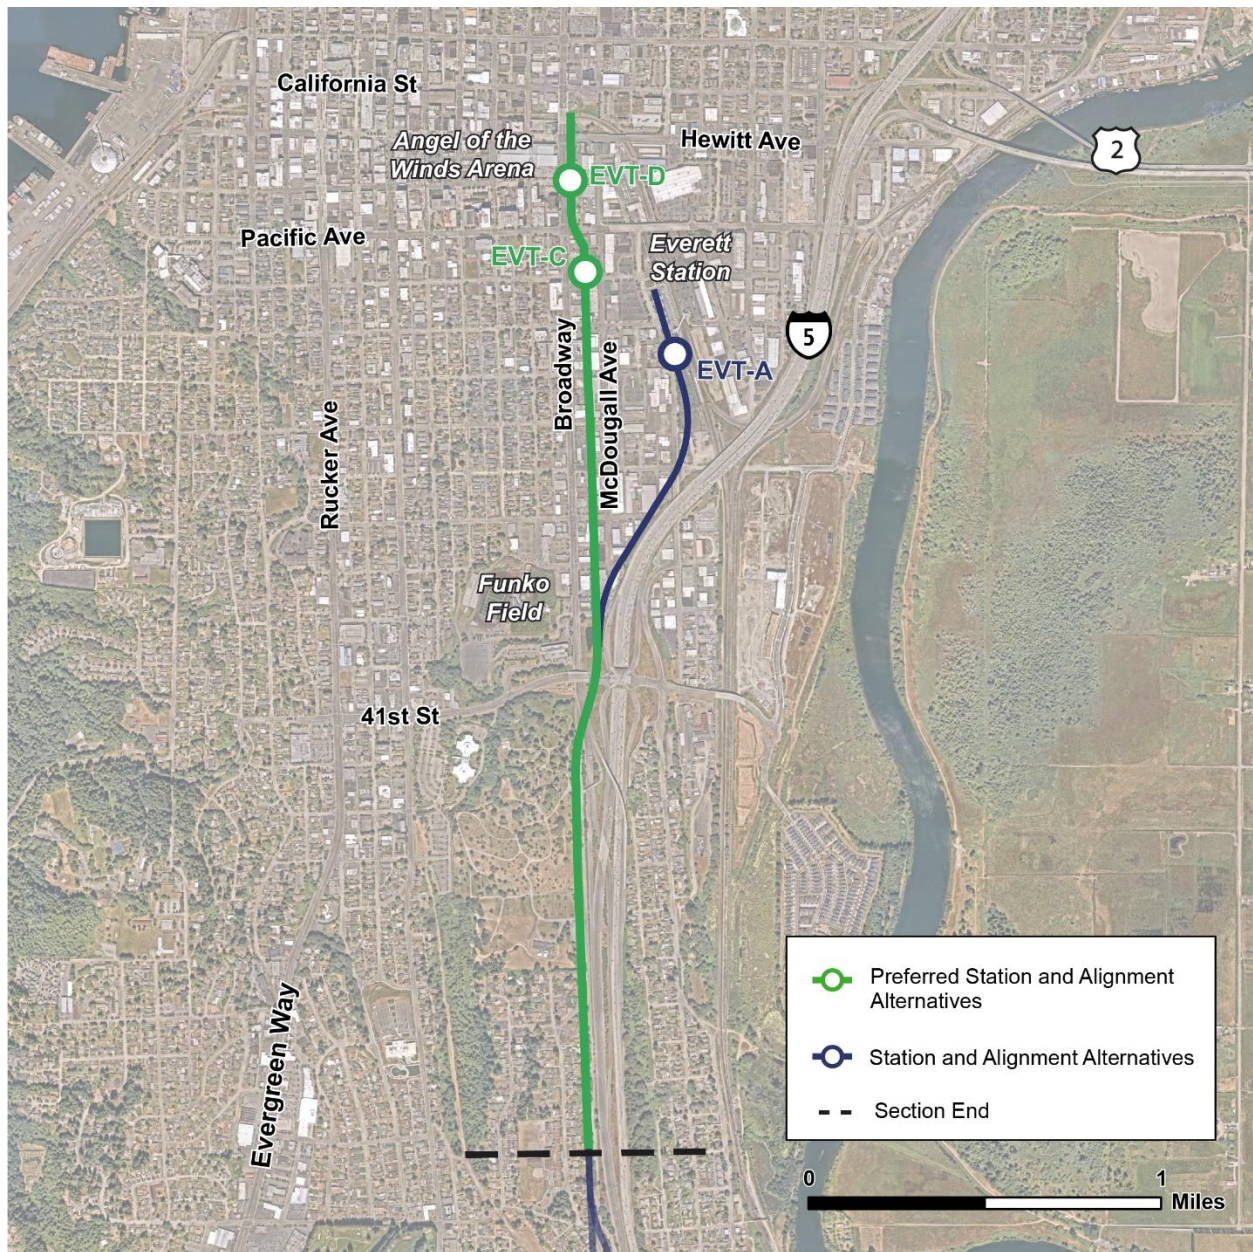 California St
Angel of the
Winds Arena
Hewitt Ave
2
EVT-D
Pacific Ave
EVT-C
Everett
Station
5
EVT-A
Broadway
McDougall Ave
Rucker Ave
Funko
Field
41st St
Evergreen Way
Preferred Station and Alignment
Alternatives
Station and Alignment Alternatives
Section End
0
1
Miles